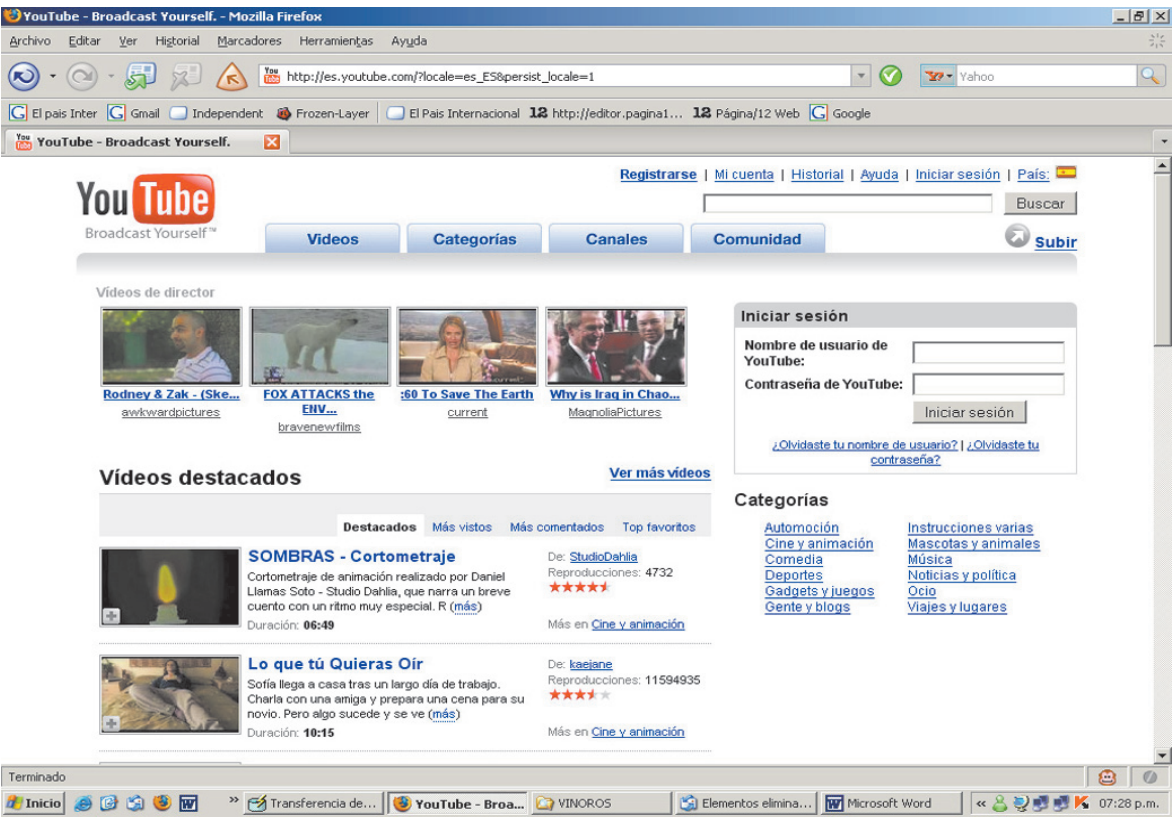 YouTube - Broadcast Yourself. - Mozilla Firefox
Archivo Editar Ver Historial Marcadores Herramientas Ayuda
http://es.youtube.com/?locale=es_ES&persist_locale=1
Yahoo
El pais Inter Gmail Independent Frozen-Layer El Pais Internacional 12 http://editor.pagina1... 12 Página/12 Web Google
YouTube - Broadcast Yourself.
Registrarse | Mi cuenta | Historial | Ayuda | Iniciar sesión | País:
YouTube
Broadcast Yourself™
Buscar
Videos Categorías Canales Comunidad
Subir
Vídeos de director
Rodney & Zak - (Ske...
awkwardpictures
FOX ATTACKS the
ENV...
bravenewfilms
:60 To Save The Earth
current
Why is Iraq in Chao...
MagnoliaPictures
Iniciar sesión
Nombre de usuario de
YouTube:
Contraseña de YouTube:
Iniciar sesión
¿Olvidaste tu nombre de usuario? | ¿Olvidaste tu
contraseña?
Vídeos destacados
Ver más vídeos
Destacados Más vistos Más comentados Top favoritos
SOMBRAS - Cortometraje
Cortometraje de animación realizado por Daniel
Llamas Soto - Studio Dahlia, que narra un breve
cuento con un ritmo muy especial. R (más)
Duración: 06:49
De: StudioDahlia
Reproducciones: 4732
Más en Cine y animación
Lo que tú Quieras Oír
Sofía llega a casa tras un largo día de trabajo.
Charla con una amiga y prepara una cena para su
novio. Pero algo sucede y se ve (más)
Duración: 10:15
De: kaejane
Reproducciones: 11594935
Más en Cine y animación
Categorías
Automoción
Cine y animación
Comedia
Deportes
Gadgets y juegos
Gente y blogs
Instrucciones varias
Mascotas y animales
Música
Noticias y política
Ocio
Viajes y lugares
Terminado
Inicio » Transferencia de... YouTube - Broa... VINOROS Elementos elimina... Microsoft Word « 07:28 p.m.